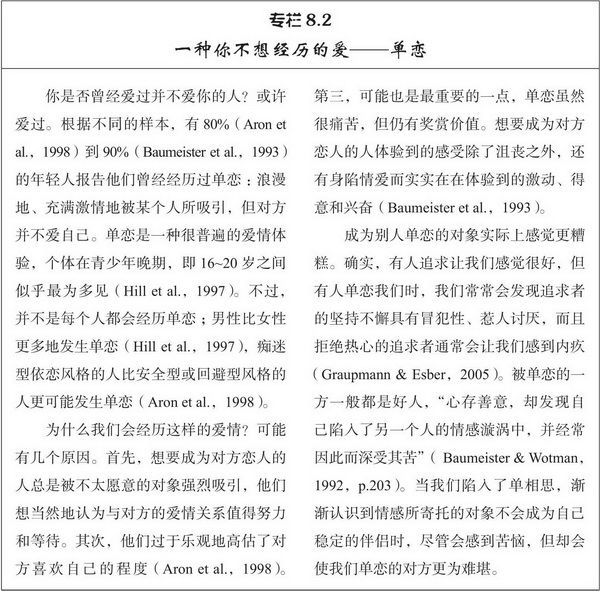 专栏 8.2
一种你不想经历的爱——单恋
你是否曾经爱过并不爱你的人？或许
爱过。根据不同的样本，有 80%（Aron et
al., 1998）到 90%（Baumeister et al., 1993）
的年轻人报告他们曾经经历过单恋：浪漫
地、充满激情地被某个人所吸引，但对方
并不爱自己。单恋是一种很普遍的爱情体
验，个体在青少年晚期，即 16~20 岁之间
似乎最为多见（Hill et al., 1997）。不过，
并不是每个人都会经历单恋；男性比女性
更多地发生单恋（Hill et al., 1997），痴迷
型依恋风格的人比安全型或回避型风格的
人更可能发生单恋（Aron et al., 1998）。
为什么我们会经历这样的爱情？可能
有几个原因。首先，想要成为对方恋人的
人总是被不太愿意的对象强烈吸引，他们
想当然地认为与对方的爱情关系值得努力
和等待。其次，他们过于乐观地高估了对
方喜欢自己的程度（Aron et al., 1998）。
第三，可能也是最重要的一点，单恋虽然
很痛苦，但仍有奖赏价值。想要成为对方
恋人的人体验到的感受除了沮丧之外，还
有身陷情爱而实实在在体验到的激动、得
意和兴奋（Baumeister et al., 1993）。
成为别人单恋的对象实际上感觉更糟
糕。确实，有人追求让我们感觉很好，但
有人单恋我们时，我们常常会发现追求者
的坚持不懈具有冒犯性、惹人讨厌，而且
拒绝热心的追求者通常会让我们感到内疚
（Graupmann & Esber, 2005）。被单恋的一
方一般都是好人，“心存善意，却发现自
己陷入了另一个人的情感漩涡中，并经常
因此而深受其苦”（ Baumeister & Wotman,
1992, p.203）。当我们陷入了单相思，渐
渐认识到情感所寄托的对象不会成为自己
稳定的伴侣时，尽管会感到苦恼，但却会
使我们单恋的对方更为难堪。